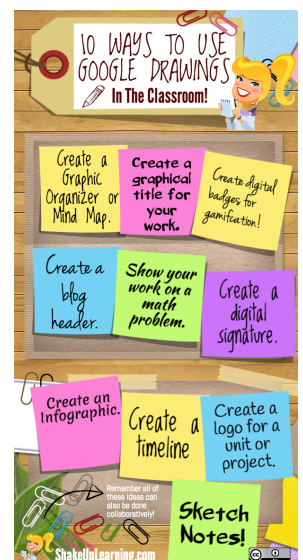 10 WAYS TO USE
GOOGLE DRAWINGS
In The Classroom!
Create a
Graphic
Organizer or
Mind Map.
Create a
graphical
title for
your
work.
Create digital
badges for
gamification!
Create a
blog
header.
Show your
work on a
math
problem.
Create a
digital
signature.
Create an
Infographic.
Create a
timeline
Create a
logo for a
unit or
project.
Remember all of
these ideas can
also be done
collaboratively!
Sketch
Notes!
ShakeUpLearning.com